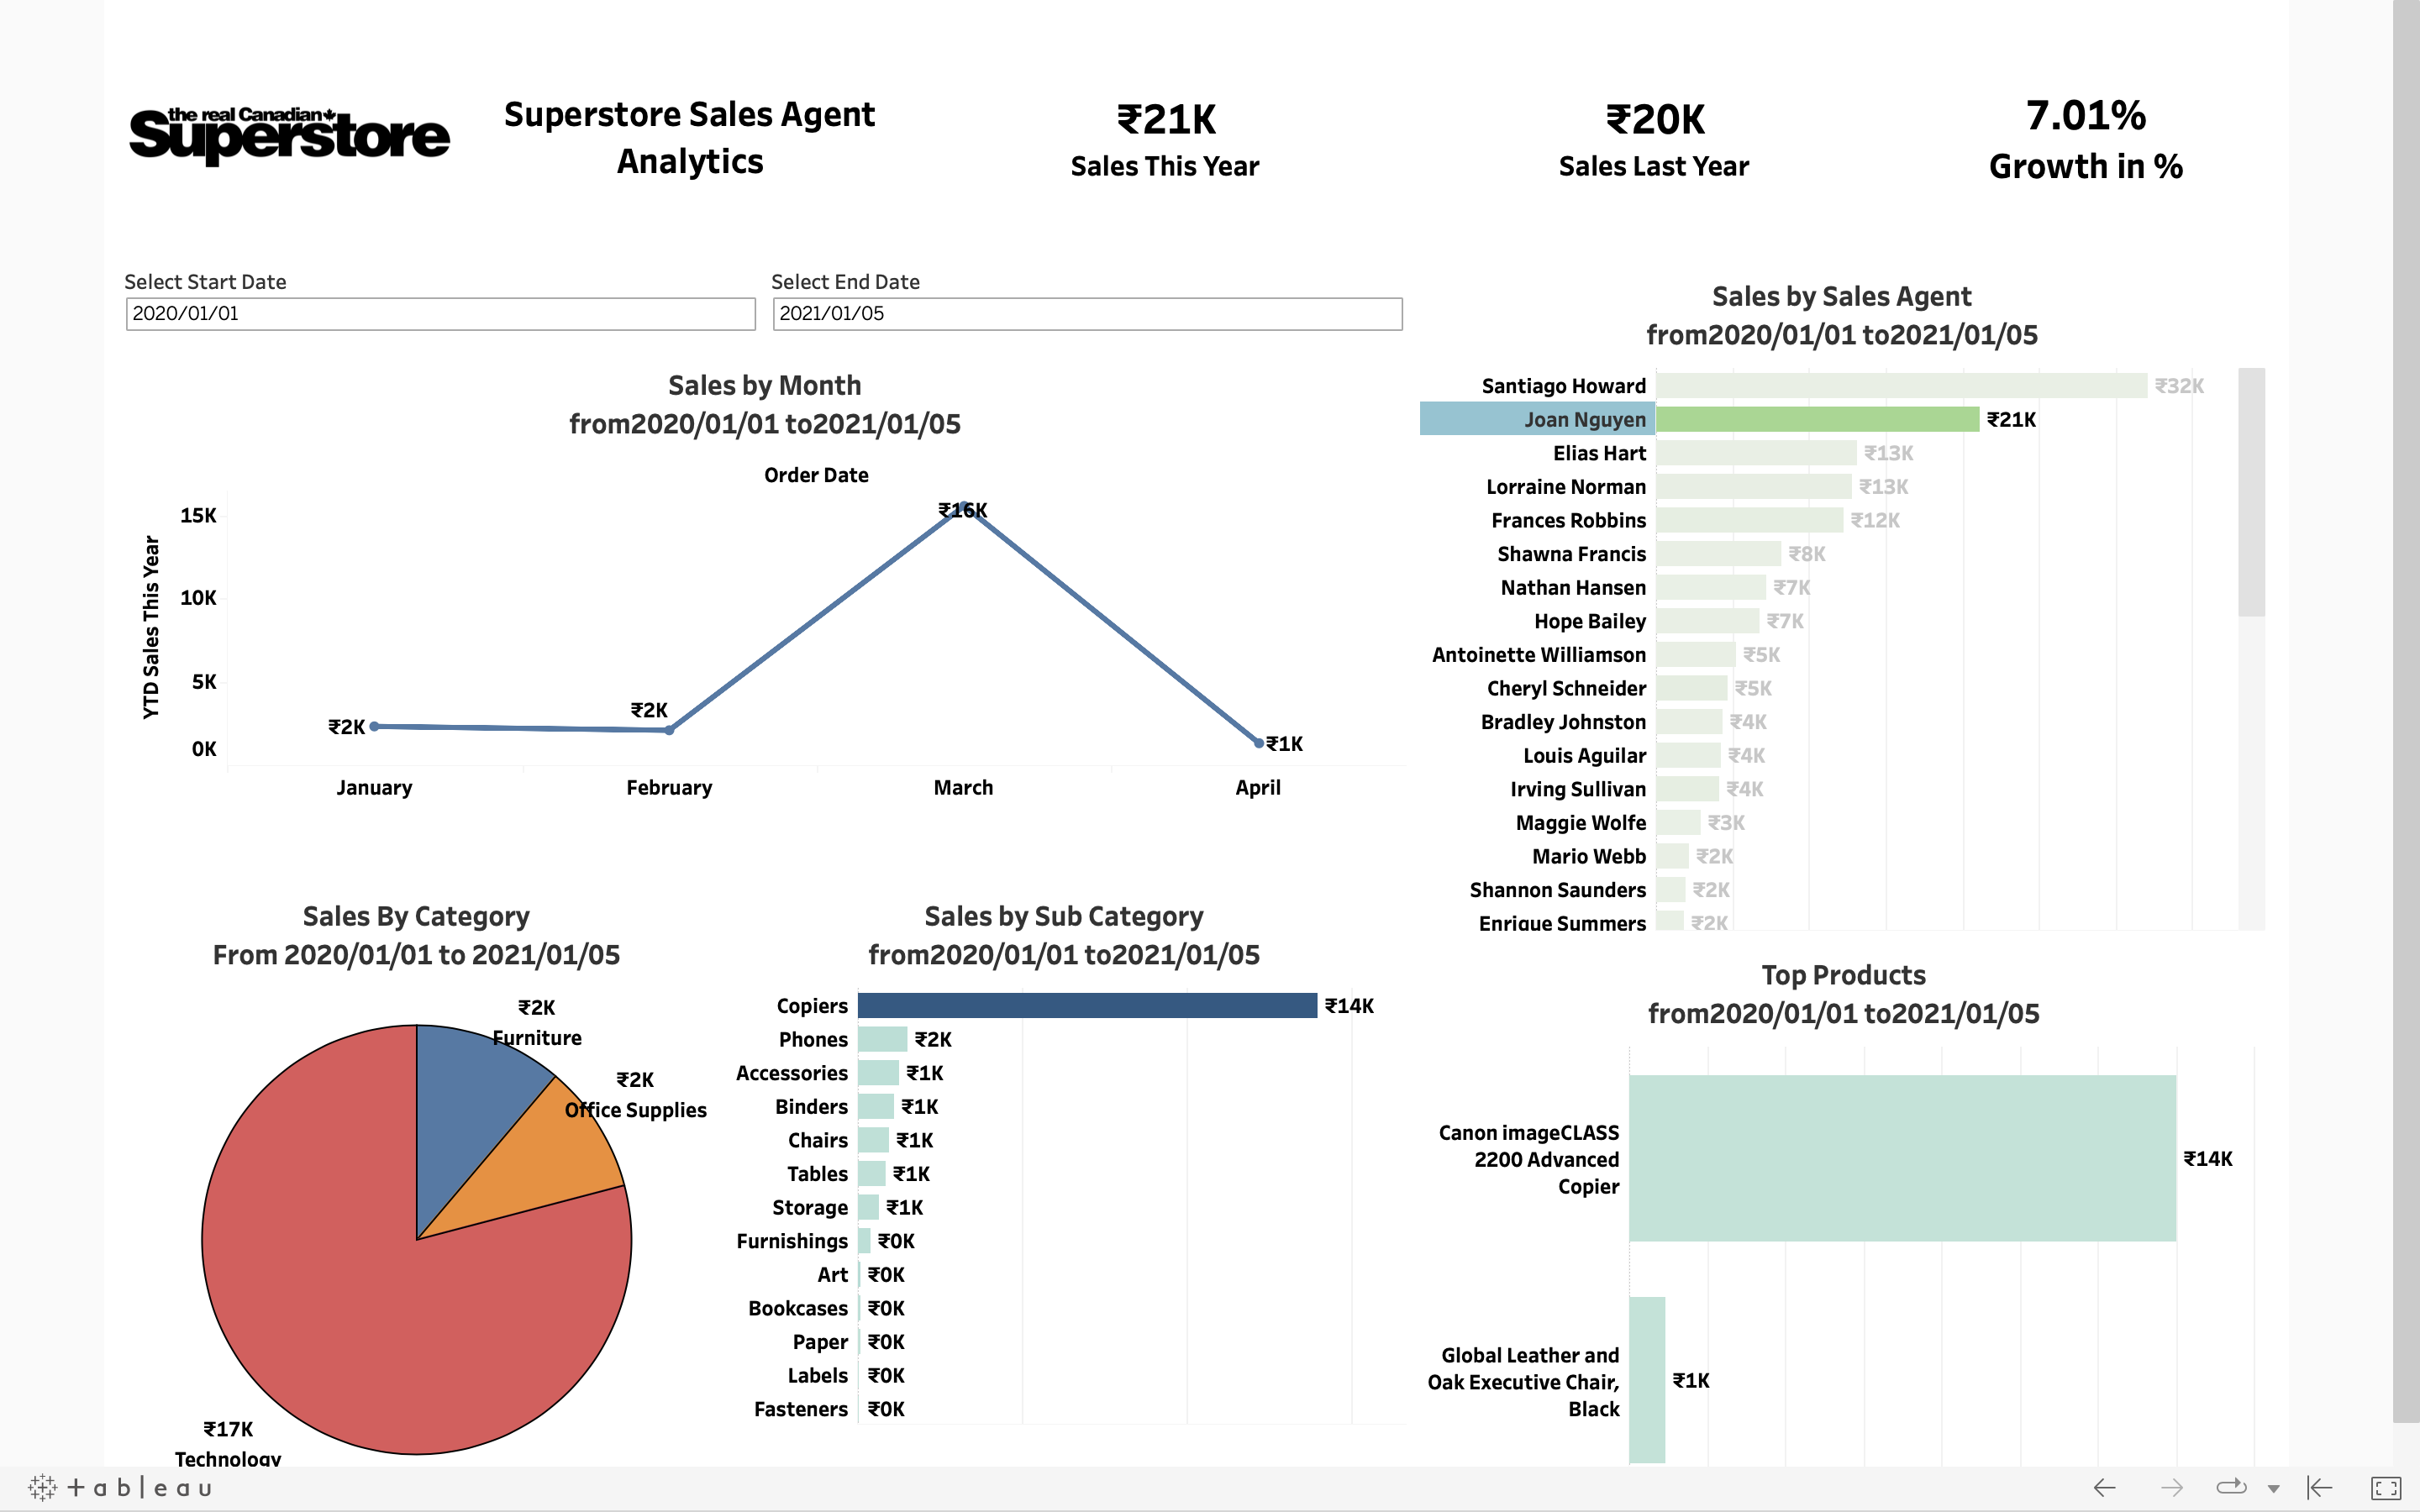 the real Canadian
Superstore
Superstore Sales Agent
Analytics
₹21K
Sales This Year
₹20K
Sales Last Year
7.01%
Growth in %
Select Start Date
2020/01/01
Select End Date
2021/01/05
Sales by Month
from2020/01/01 to2021/01/05
Order Date
YTD Sales This Year
15K
10K
5K
0K
₹2K
₹2K
₹16K
₹1K
January
February
March
April
Sales by Sales Agent
from2020/01/01 to2021/01/05
Santiago Howard ₹32K
Joan Nguyen ₹21K
Elias Hart ₹13K
Lorraine Norman ₹13K
Frances Robbins ₹12K
Shawna Francis ₹8K
Nathan Hansen ₹7K
Hope Bailey ₹7K
Antoinette Williamson ₹5K
Cheryl Schneider ₹5K
Bradley Johnston ₹4K
Louis Aguilar ₹4K
Irving Sullivan ₹4K
Maggie Wolfe ₹3K
Mario Webb ₹2K
Shannon Saunders ₹2K
Enrique Summers ₹2K
Sales By Category
From 2020/01/01 to 2021/01/05
₹2K
Furniture
₹2K
Office Supplies
₹17K
Technology
Sales by Sub Category
from2020/01/01 to2021/01/05
Copiers ₹14K
Phones ₹2K
Accessories ₹1K
Binders ₹1K
Chairs ₹1K
Tables ₹1K
Storage ₹1K
Furnishings ₹0K
Art ₹0K
Bookcases ₹0K
Paper ₹0K
Labels ₹0K
Fasteners ₹0K
Top Products
from2020/01/01 to2021/01/05
Canon imageCLASS
2200 Advanced
Copier
₹14K
Global Leather and
Oak Executive Chair,
Black
₹1K
+ableau